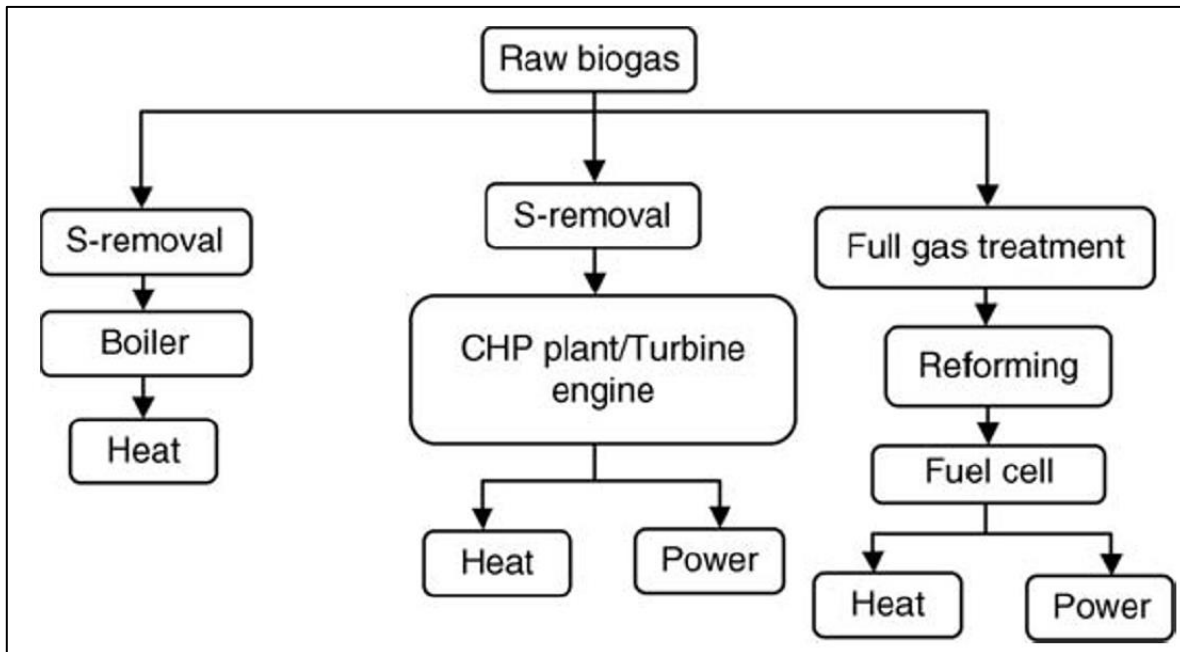 Raw biogas
S-removal
Boiler
Heat
S-removal
CHP plant/Turbine
engine
Heat
Power
Full gas treatment
Reforming
Fuel cell
Heat
Power